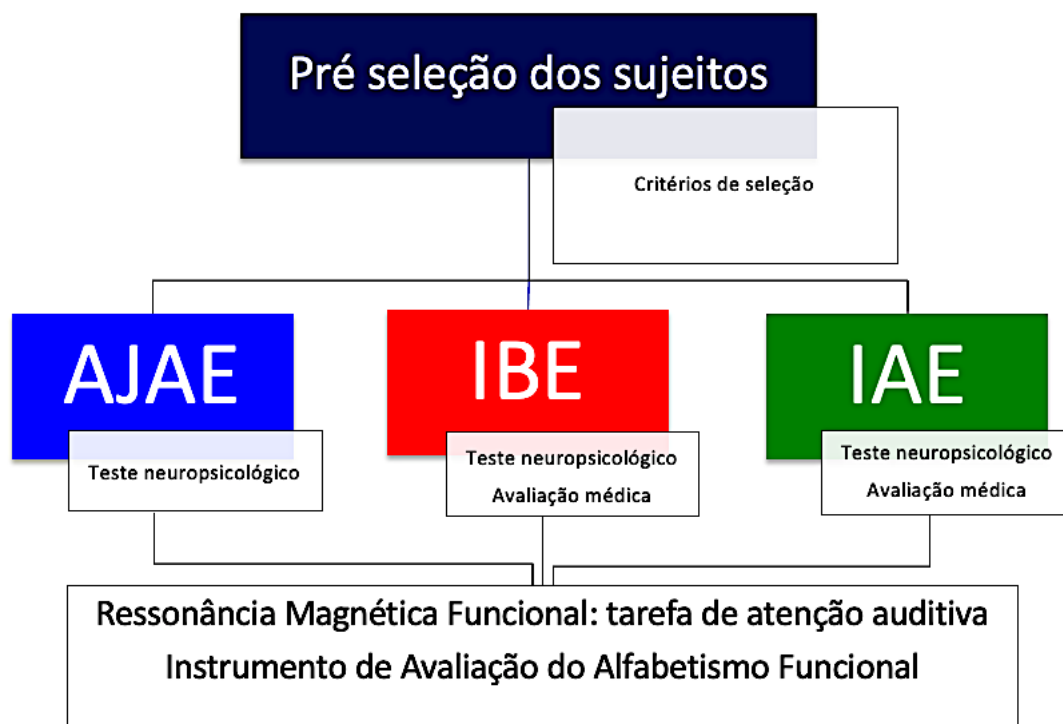 Pré seleção dos sujeitos
Critérios de seleção
AJAE
Teste neuropsicológico
IBE
Teste neuropsicológico
Avaliação médica
IAE
Teste neuropsicológico
Avaliação médica
Ressonância Magnética Funcional: tarefa de atenção auditiva
Instrumento de Avaliação do Alfabetismo Funcional